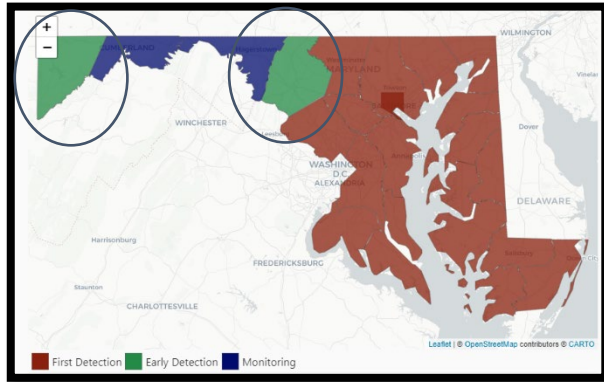 +
−
WILMINGTON
MARYLAND
WINCHESTER
Dover
WASHINGTON
D.C.
ALEXANDRIA
DELAWARE
Harrisonburg
FREDERICKSBURG
Salisbury
Staunton
CHARLOTTESVILLE
Leaflet | © OpenStreetMap contributors © CARTO
First Detection Early Detection Monitoring